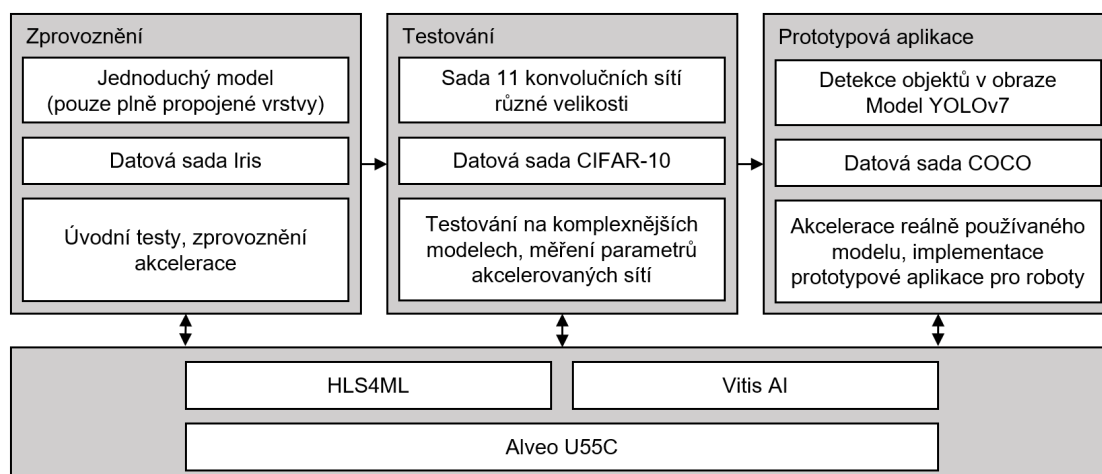 Zprovoznění
Jednoduchý model
(pouze plně propojené vrstvy)
Datová sada Iris
Úvodní testy, zprovoznění
akcelerace
Testování
Sada 11 konvolučních sítí
různé velikosti
Datová sada CIFAR-10
Testování na komplexnějších
modelech, měření parametrů
akcelerovaných sítí
Prototypová aplikace
Detekce objektů v obraze
Model YOLOv7
Datová sada COCO
Akcelerace reálně používaného
modelu, implementace
prototypové aplikace pro roboty
HLS4ML
Vitis AI
Alveo U55C